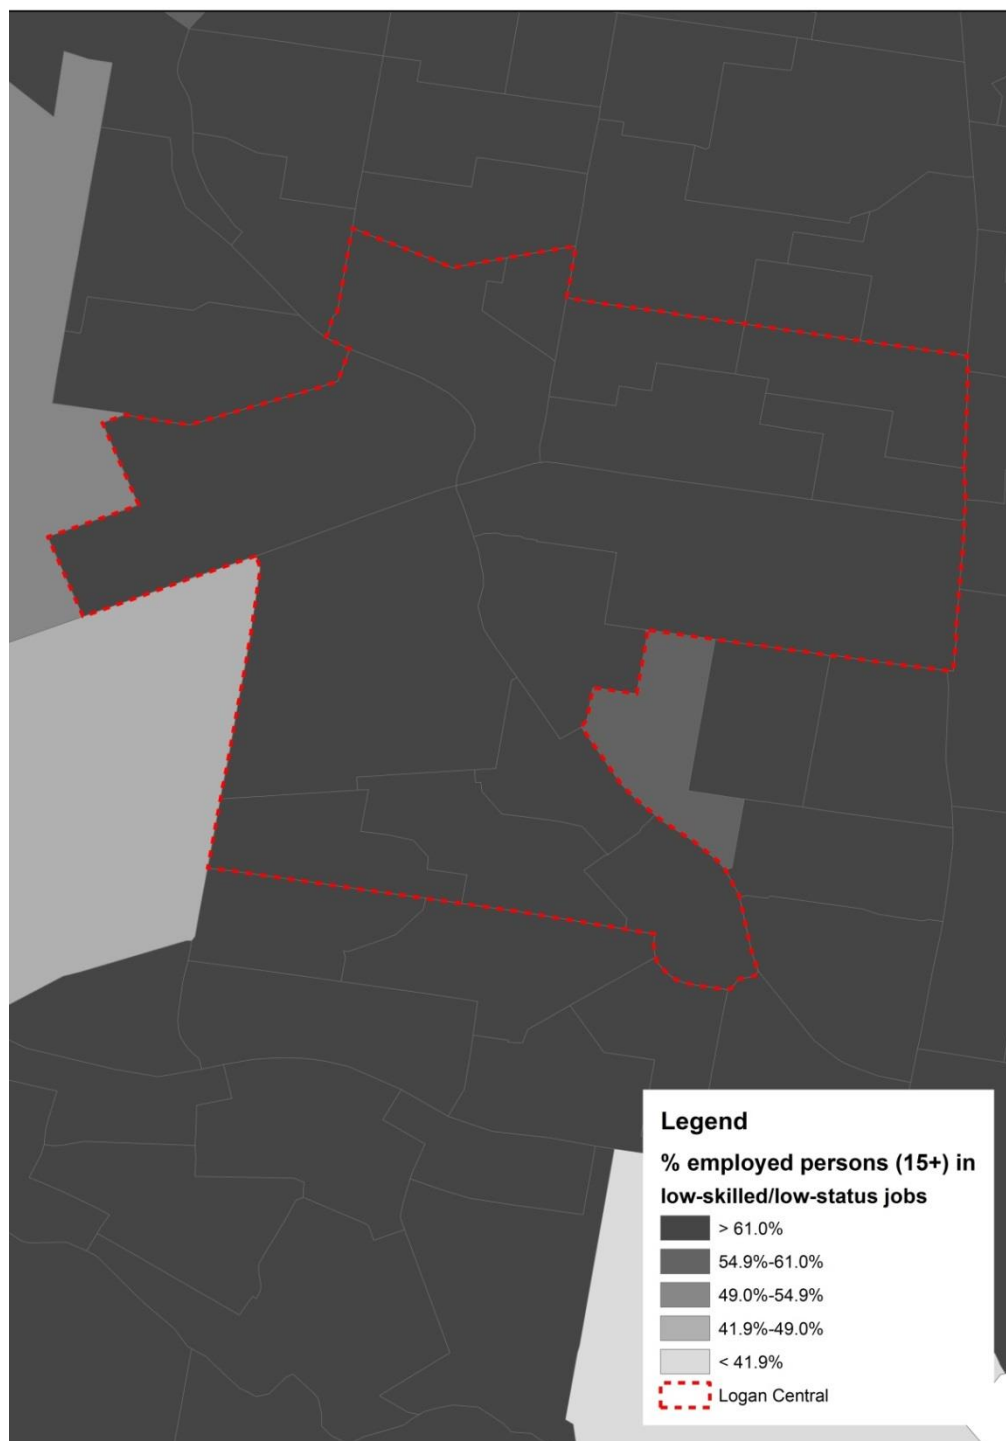 Legend
% employed persons (15+) in
low-skilled/low-status jobs
> 61.0%
54.9%-61.0%
49.0%-54.9%
41.9%-49.0%
< 41.9%
Logan Central